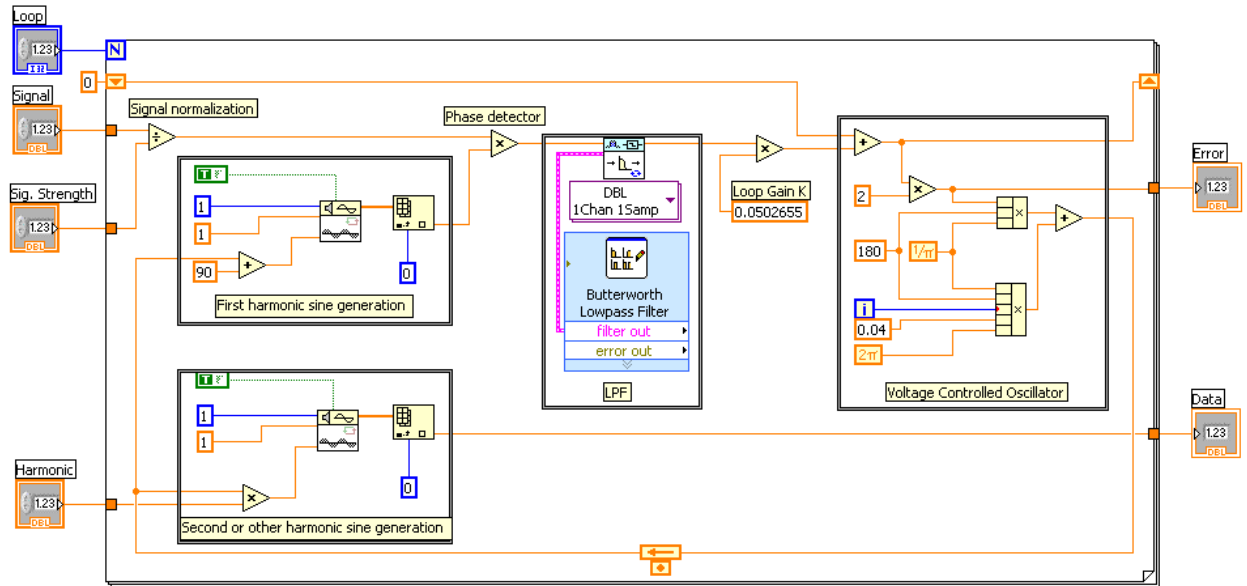 Loop
1.23
I32
N
0
Signal
1.23
DBL
Signal normalization
÷
Phase detector
×
Sig. Strength
1.23
DBL
T
1
1
90
+
0
First harmonic sine generation
DBL
1Chan 1Samp
Butterworth
Lowpass Filter
filter out
error out
LPF
×
Loop Gain K
0.0502655
+
×
2
180
1/π
×
+
i
0.04
2π
×
Voltage Controlled Oscillator
Error
1.23
DBL
Data
1.23
DBL
T
1
1
×
0
Second or other harmonic sine generation
Harmonic
1.23
DBL